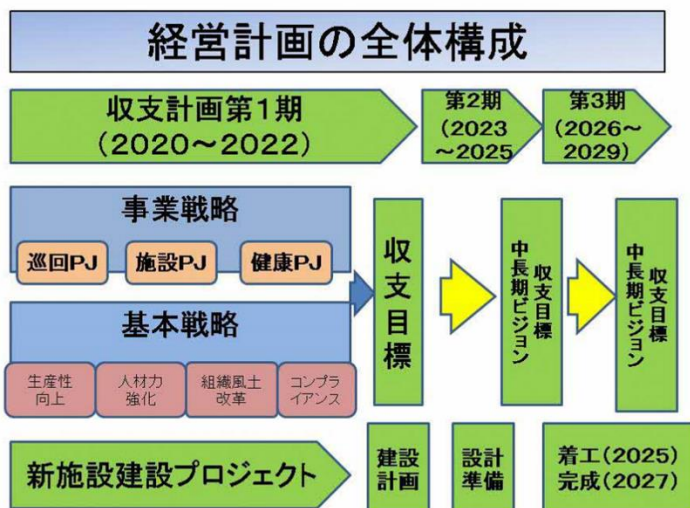 経営計画の全体構成
収支計画第1期
(2020～2022)
第2期
(2023
～2025
第3期
(2026～
2029)
事業戦略
巡回PJ
施設PJ
健康PJ
基本戦略
生産性
向上
人材力
強化
組織風土
改革
コンプラ
イアンス
収支目標
収支目標
中長期ビジョン
収支目標
中長期ビジョン
新施設建設プロジェクト
建設
計画
設計
準備
着工(2025)
完成(2027)